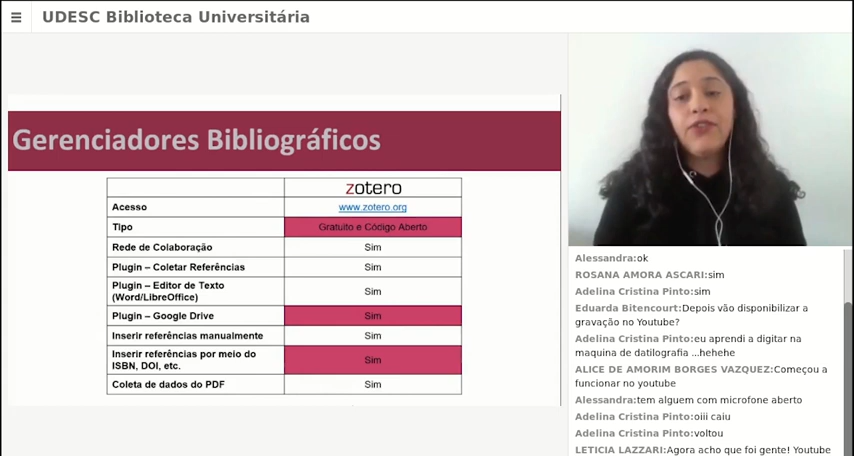 UDESC Biblioteca Universitária
Gerenciadores Bibliográficos
zotero
Acesso www.zotero.org
Tipo Gratuito e Código Aberto
Rede de Colaboração Sim
Plugin – Coletar Referências Sim
Plugin – Editor de Texto
(Word/LibreOffice) Sim
Plugin – Google Drive Sim
Inserir referências manualmente Sim
Inserir referências por meio do
ISBN, DOI, etc. Sim
Coleta de dados do PDF Sim
Alessandra:ok
ROSANA AMORA ASCARI:sim
Adelina Cristina Pinto:sim
Eduarda Bitencourt:Depois vão disponibilizar a
gravação no Youtube?
Adelina Cristina Pinto:eu aprendi a digitar na
maquina de datilografia ...hehehe
ALICE DE AMORIM BORGES VAZQUEZ:Começou a
funcionar no youtube
Alessandra:tem alguem com microfone aberto
Adelina Cristina Pinto:oiii caiu
Adelina Cristina Pinto:voltou
LETICIA LAZZARI:Agora acho que foi gente! Youtube